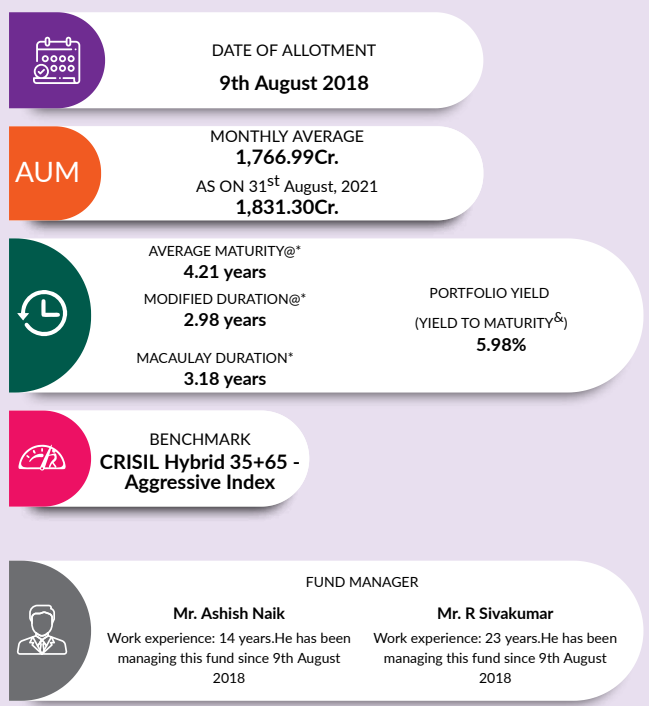 DATE OF ALLOTMENT
9th August 2018
AUM
MONTHLY AVERAGE
1,766.99Cr.
AS ON 31st August, 2021
1,831.30Cr.
AVERAGE MATURITY@*
4.21 years
MODIFIED DURATION@*
2.98 years
MACAULAY DURATION*
3.18 years
PORTFOLIO YIELD
(YIELD TO MATURITY&)
5.98%
BENCHMARK
CRISIL Hybrid 35+65 -
Aggressive Index
FUND MANAGER
Mr. Ashish Naik
Work experience: 14 years.He has been
managing this fund since 9th August
2018
Mr. R Sivakumar
Work experience: 23 years.He has been
managing this fund since 9th August
2018